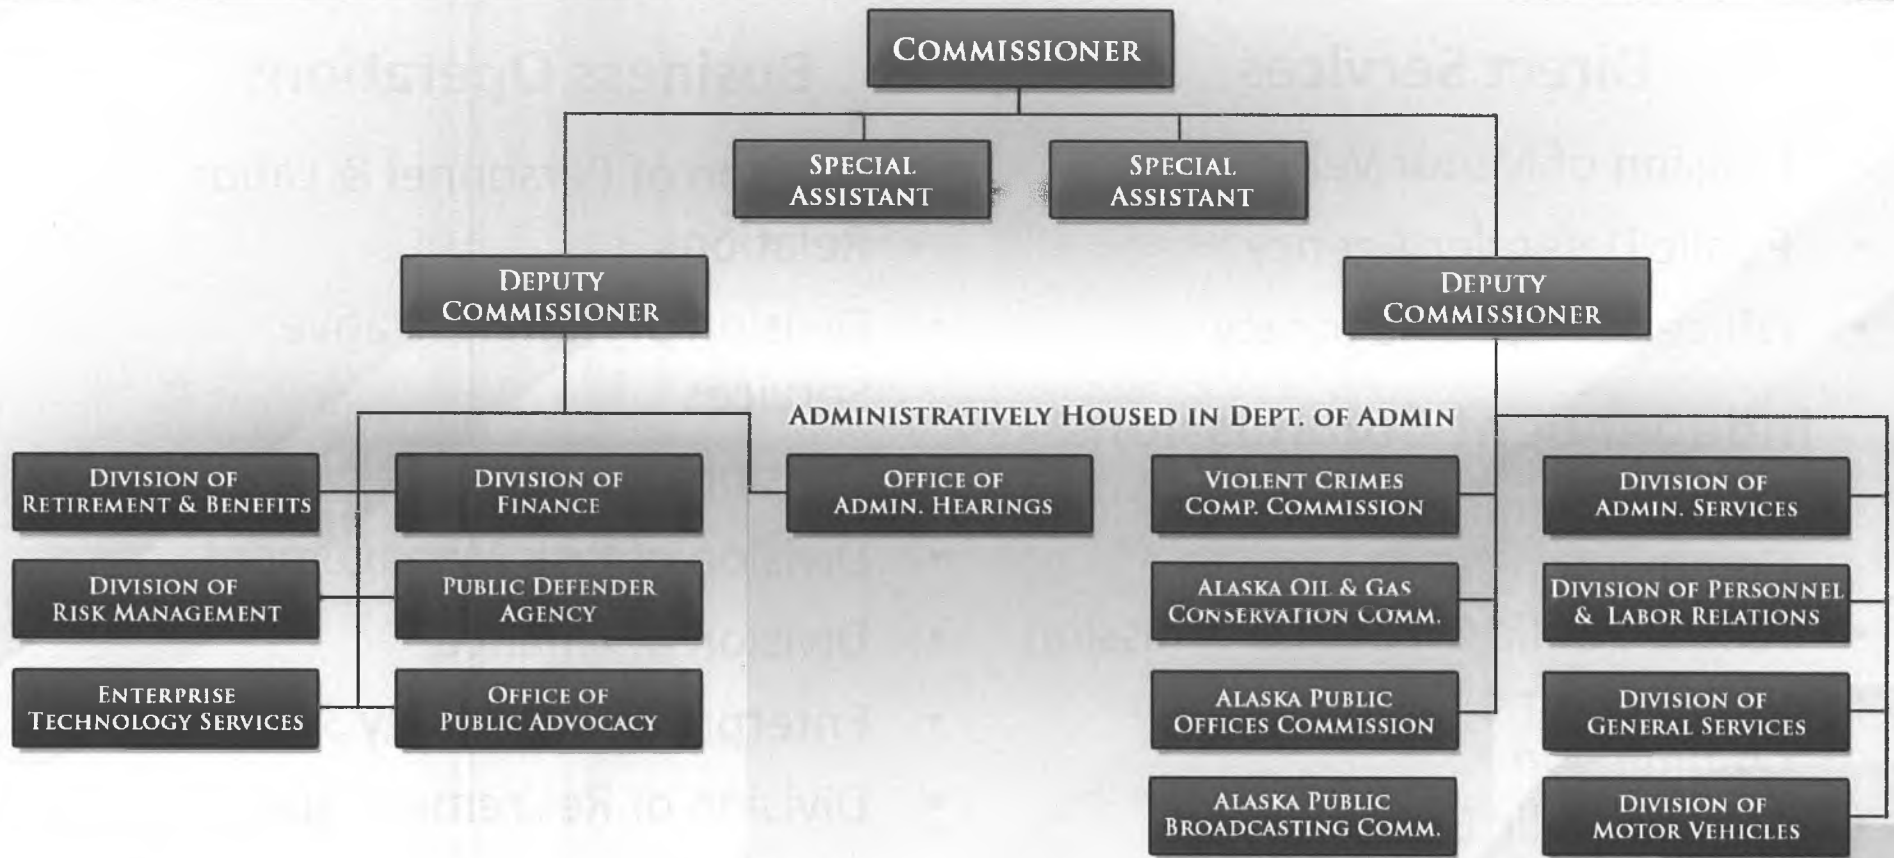 COMMISSIONER
SPECIAL
ASSISTANT
SPECIAL
ASSISTANT
DEPUTY
COMMISSIONER
DEPUTY
COMMISSIONER
ADMINISTRATIVELY HOUSED IN DEPT. OF ADMIN
DIVISION OF
RETIREMENT & BENEFITS
DIVISION OF
FINANCE
OFFICE OF
ADMIN. HEARINGS
VIOLENT CRIMES
COMP. COMMISSION
DIVISION OF
ADMIN. SERVICES
DIVISION OF
RISK MANAGEMENT
PUBLIC DEFENDER
AGENCY
ALASKA OIL & GAS
CONSERVATION COMM.
DIVISION OF PERSONNEL
& LABOR RELATIONS
ENTERPRISE
TECHNOLOGY SERVICES
OFFICE OF
PUBLIC ADVOCACY
ALASKA PUBLIC
OFFICES COMMISSION
DIVISION OF
GENERAL SERVICES
ALASKA PUBLIC
BROADCASTING COMM.
DIVISION OF
MOTOR VEHICLES